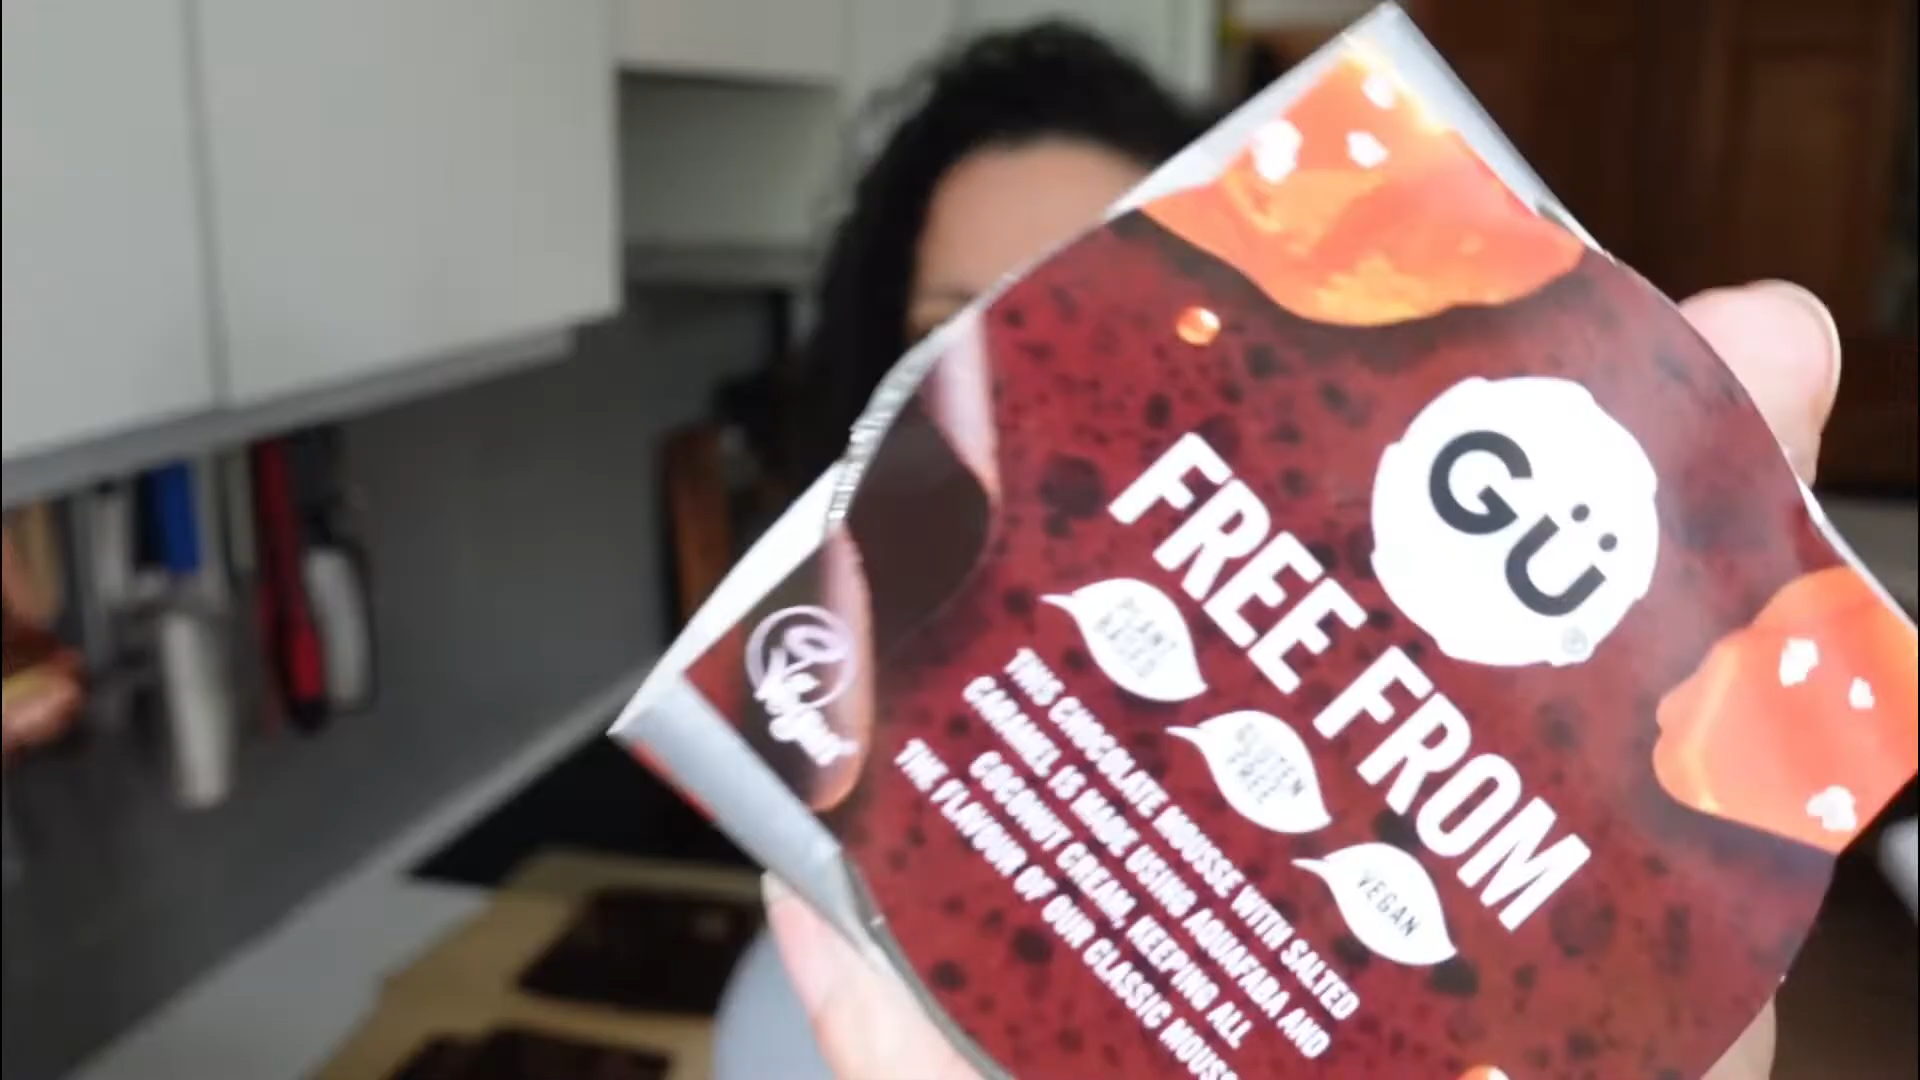 GÜ
®
FREE FROM
PLANT
BASED
GLUTEN
FREE
VEGAN
THIS CHOCOLATE MOUSSE WITH SALTED
CARAMEL IS MADE USING AQUAFABA AND
COCONUT CREAM, KEEPING ALL
THE FLAVOUR OF OUR CLASSIC MOUSS
Vegan